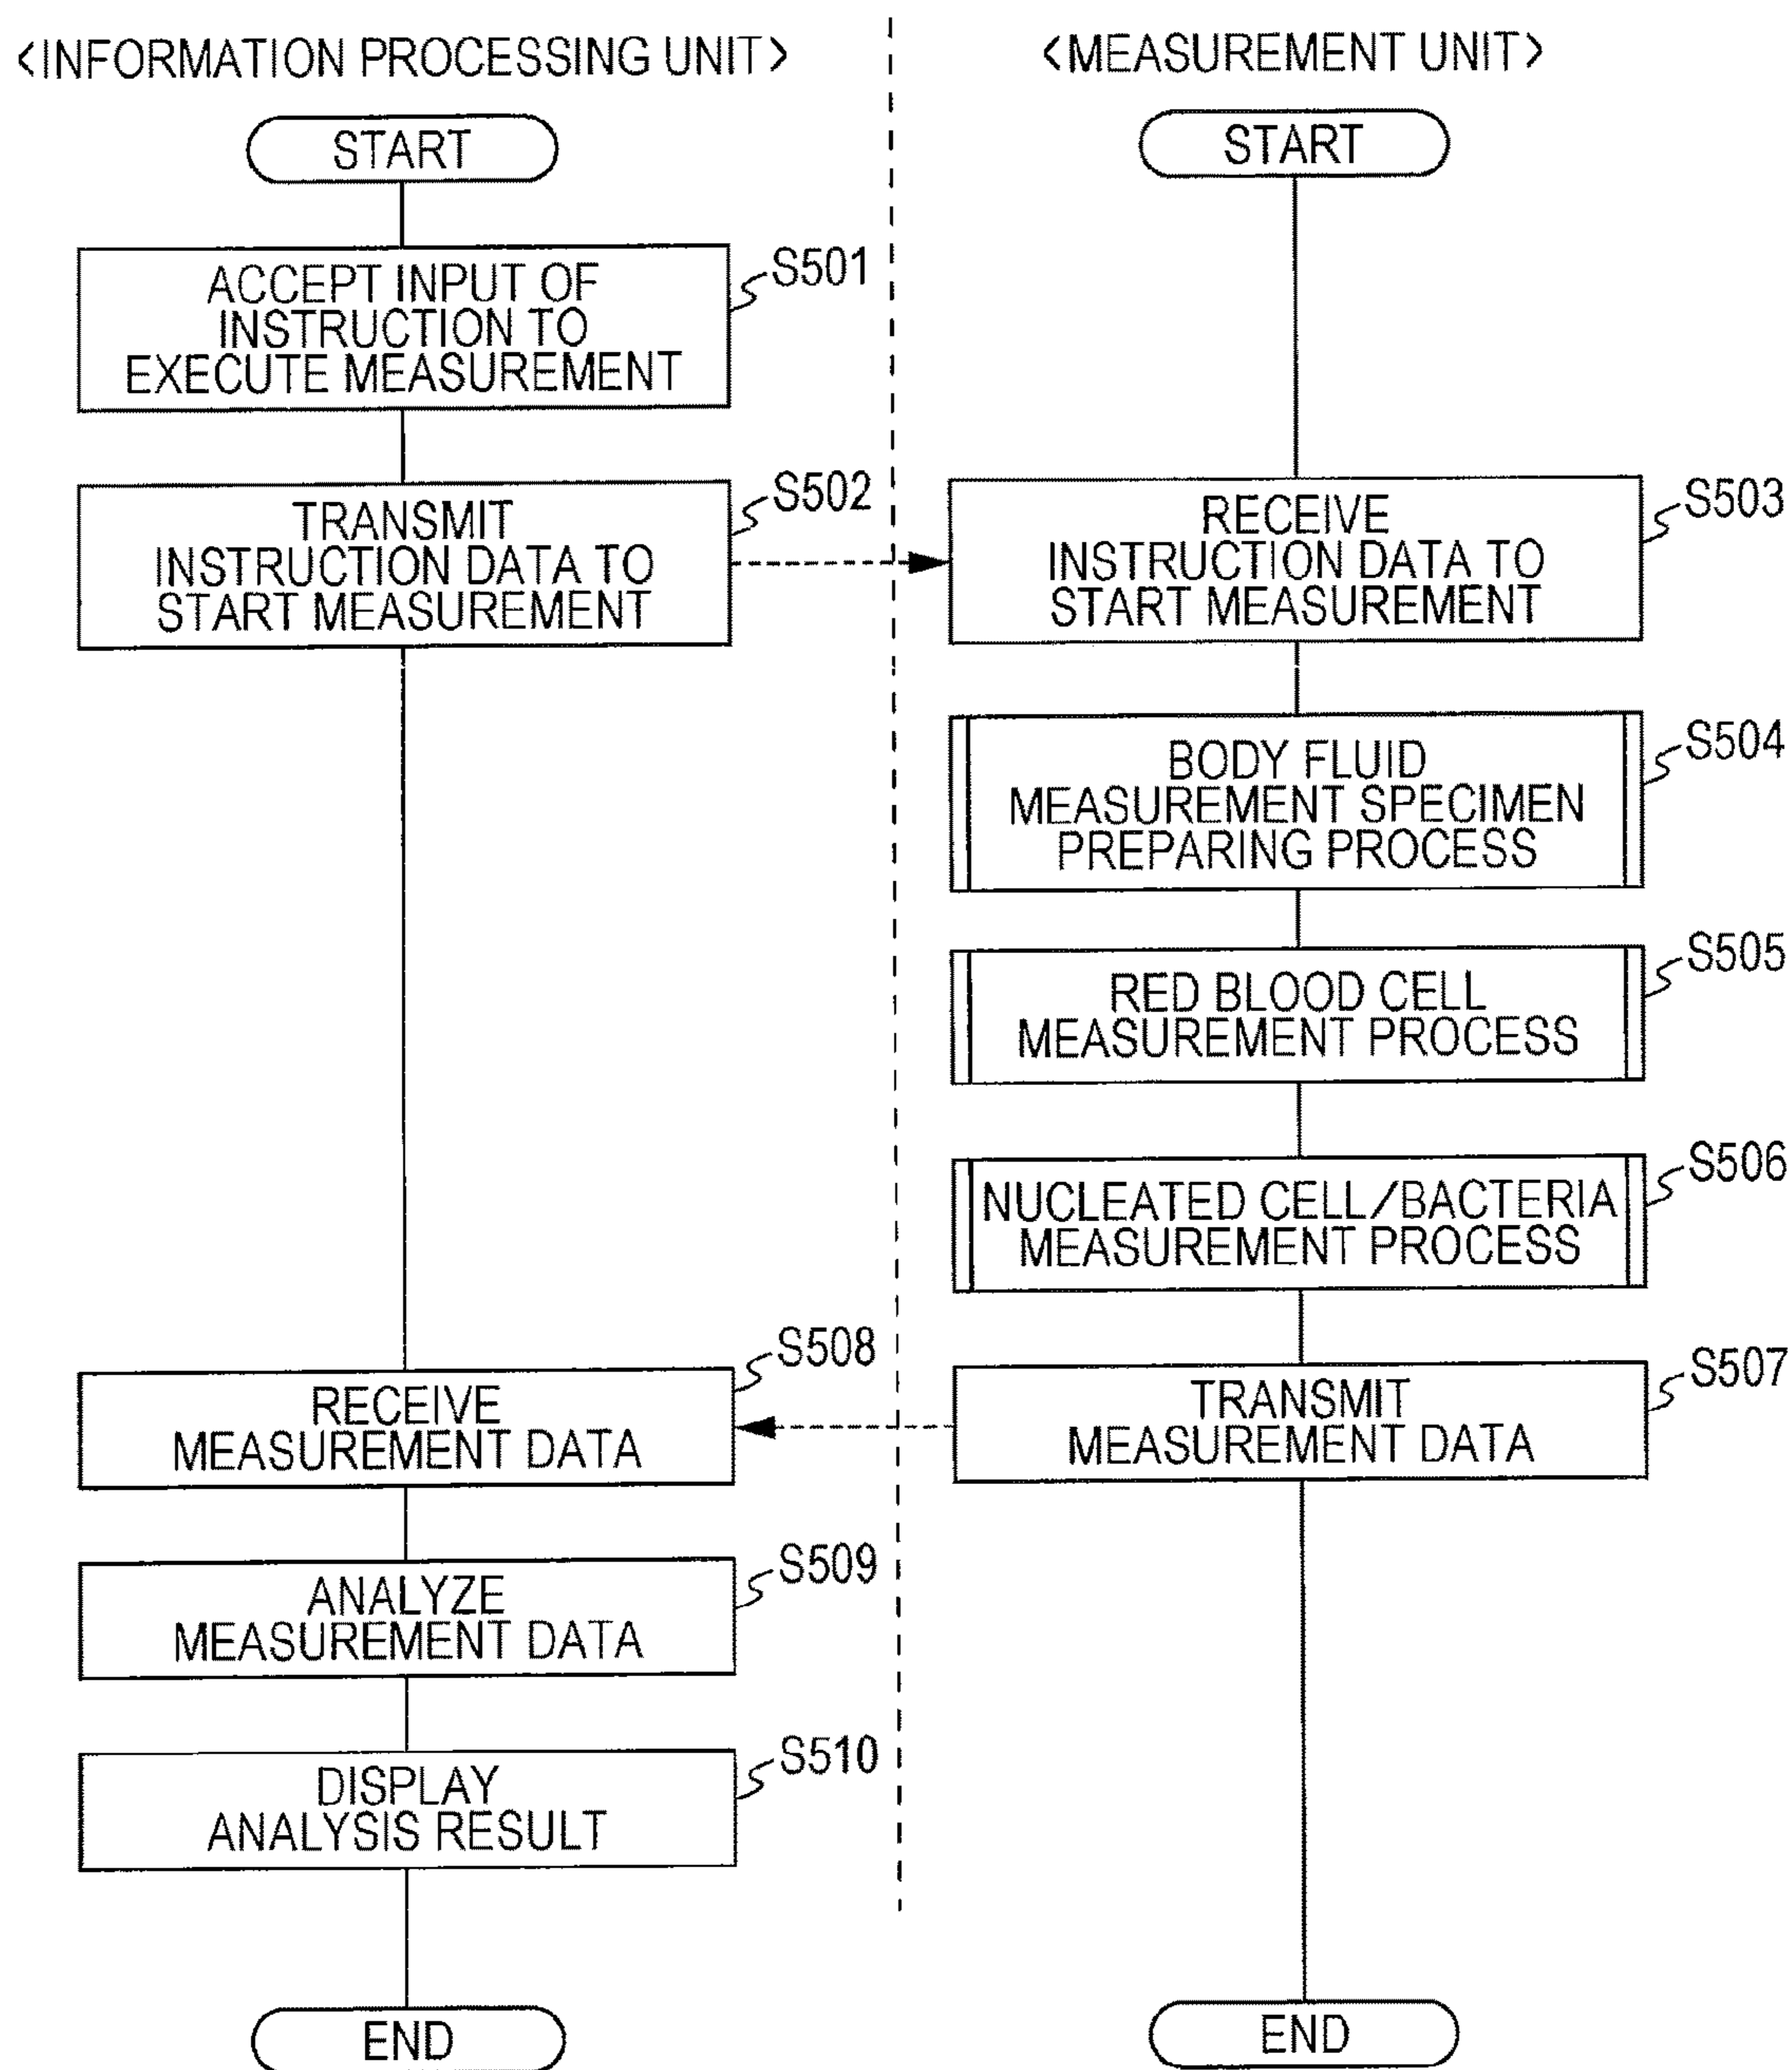 <INFORMATION PROCESSING UNIT>
START
ACCEPT INPUT OF
INSTRUCTION TO
EXECUTE MEASUREMENT
S501
TRANSMIT
INSTRUCTION DATA TO
START MEASUREMENT
S502
RECEIVE
MEASUREMENT DATA
S508
ANALYZE
MEASUREMENT DATA
S509
DISPLAY
ANALYSIS RESULT
S510
END
<MEASUREMENT UNIT>
START
RECEIVE
INSTRUCTION DATA TO
START MEASUREMENT
S503
BODY FLUID
MEASUREMENT SPECIMEN
PREPARING PROCESS
S504
RED BLOOD CELL
MEASUREMENT PROCESS
S505
NUCLEATED CELL/BACTERIA
MEASUREMENT PROCESS
S506
TRANSMIT
MEASUREMENT DATA
S507
END